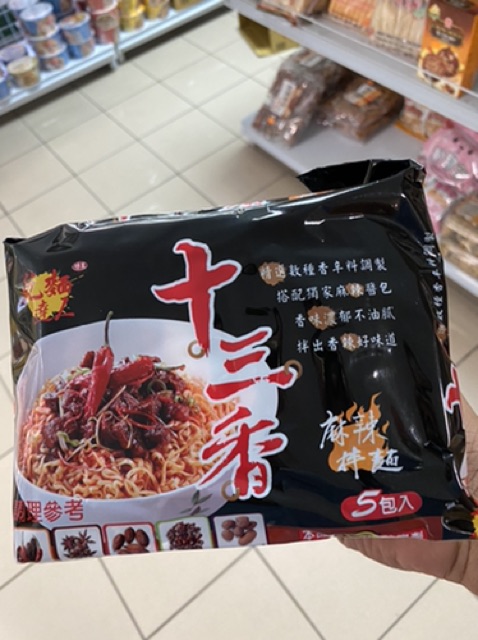 十三香
精選數種香草料調製
搭配獨家麻辣醬包
香味濃郁不油膩
拌出香辣好味道
麻辣
拌麵
5包入
理參考